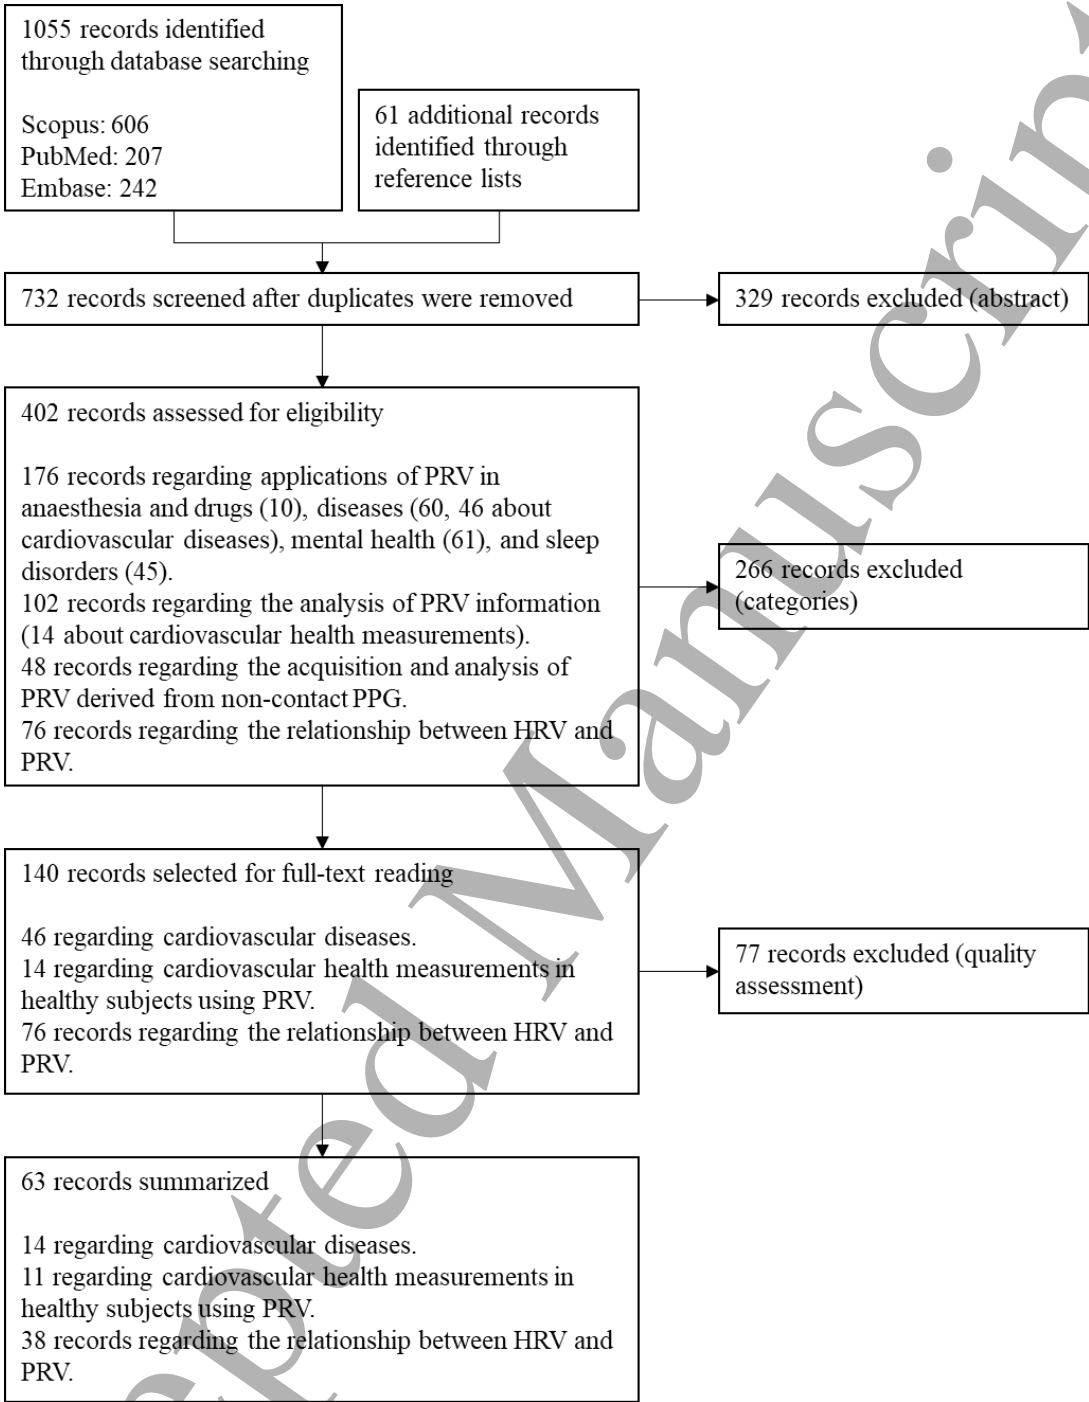 1055 records identified
through database searching
Scopus: 606
PubMed: 207
Embase: 242
61 additional records
identified through
reference lists
732 records screened after duplicates were removed
329 records excluded (abstract)
402 records assessed for eligibility
176 records regarding applications of PRV in
anaesthesia and drugs (10), diseases (60, 46 about
cardiovascular diseases), mental health (61), and sleep
disorders (45).
102 records regarding the analysis of PRV information
(14 about cardiovascular health measurements).
48 records regarding the acquisition and analysis of
PRV derived from non-contact PPG.
76 records regarding the relationship between HRV and
PRV.
266 records excluded
(categories)
140 records selected for full-text reading
46 regarding cardiovascular diseases.
14 regarding cardiovascular health measurements in
healthy subjects using PRV.
76 records regarding the relationship between HRV and
PRV.
77 records excluded (quality
assessment)
63 records summarized
14 regarding cardiovascular diseases.
11 regarding cardiovascular health measurements in
healthy subjects using PRV.
38 records regarding the relationship between HRV and
PRV.
pted Manuscrip